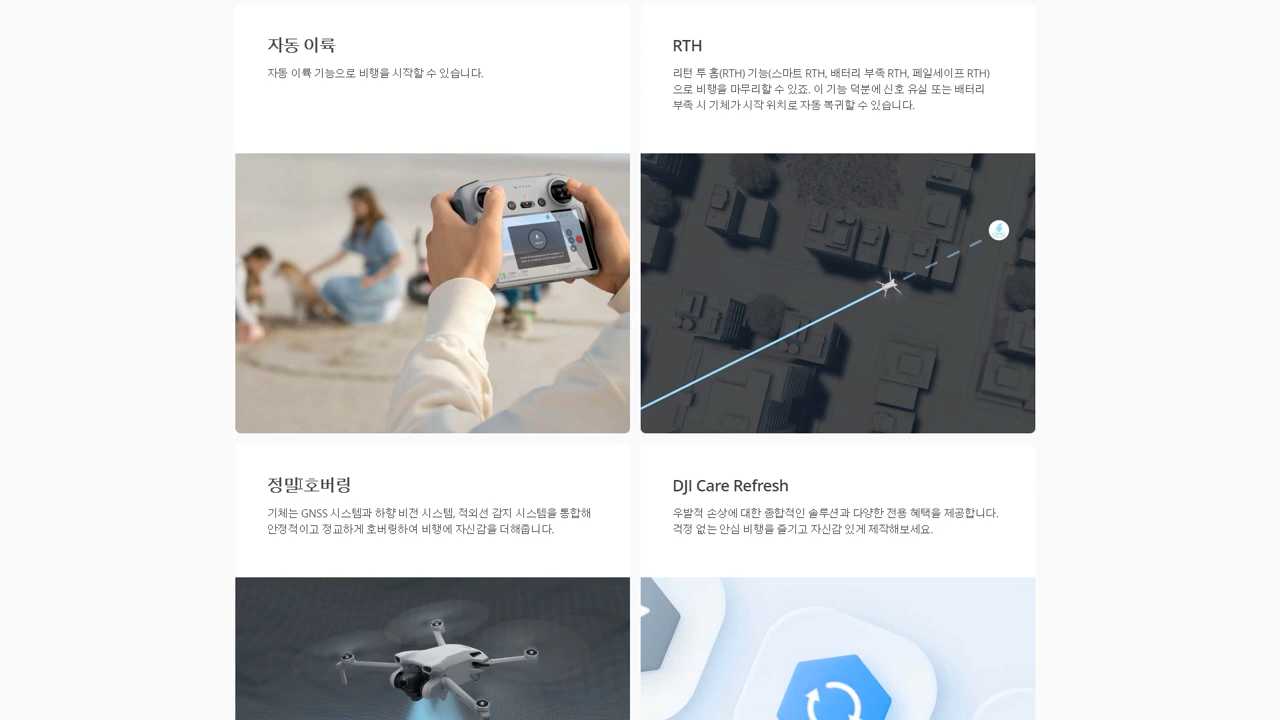 자동 이륙
자동 이륙 기능으로 비행을 시작할 수 있습니다.
RTH
리턴 투 홈(RTH) 기능(스마트 RTH, 배터리 부족 RTH, 페일세이프 RTH)
으로 비행을 마무리할 수 있죠. 이 기능 덕분에 신호 유실 또는 배터리
부족 시 기체가 시작 위치로 자동 복귀할 수 있습니다.
정밀 호버링
기체는 GNSS 시스템과 하향 비전 시스템, 적외선 감지 시스템을 통합해
안정적이고 정교하게 호버링하여 비행에 자신감을 더해줍니다.
DJI Care Refresh
우발적 손상에 대한 종합적인 솔루션과 다양한 전용 혜택을 제공합니다.
걱정 없는 안심 비행을 즐기고 자신감 있게 제작해보세요.